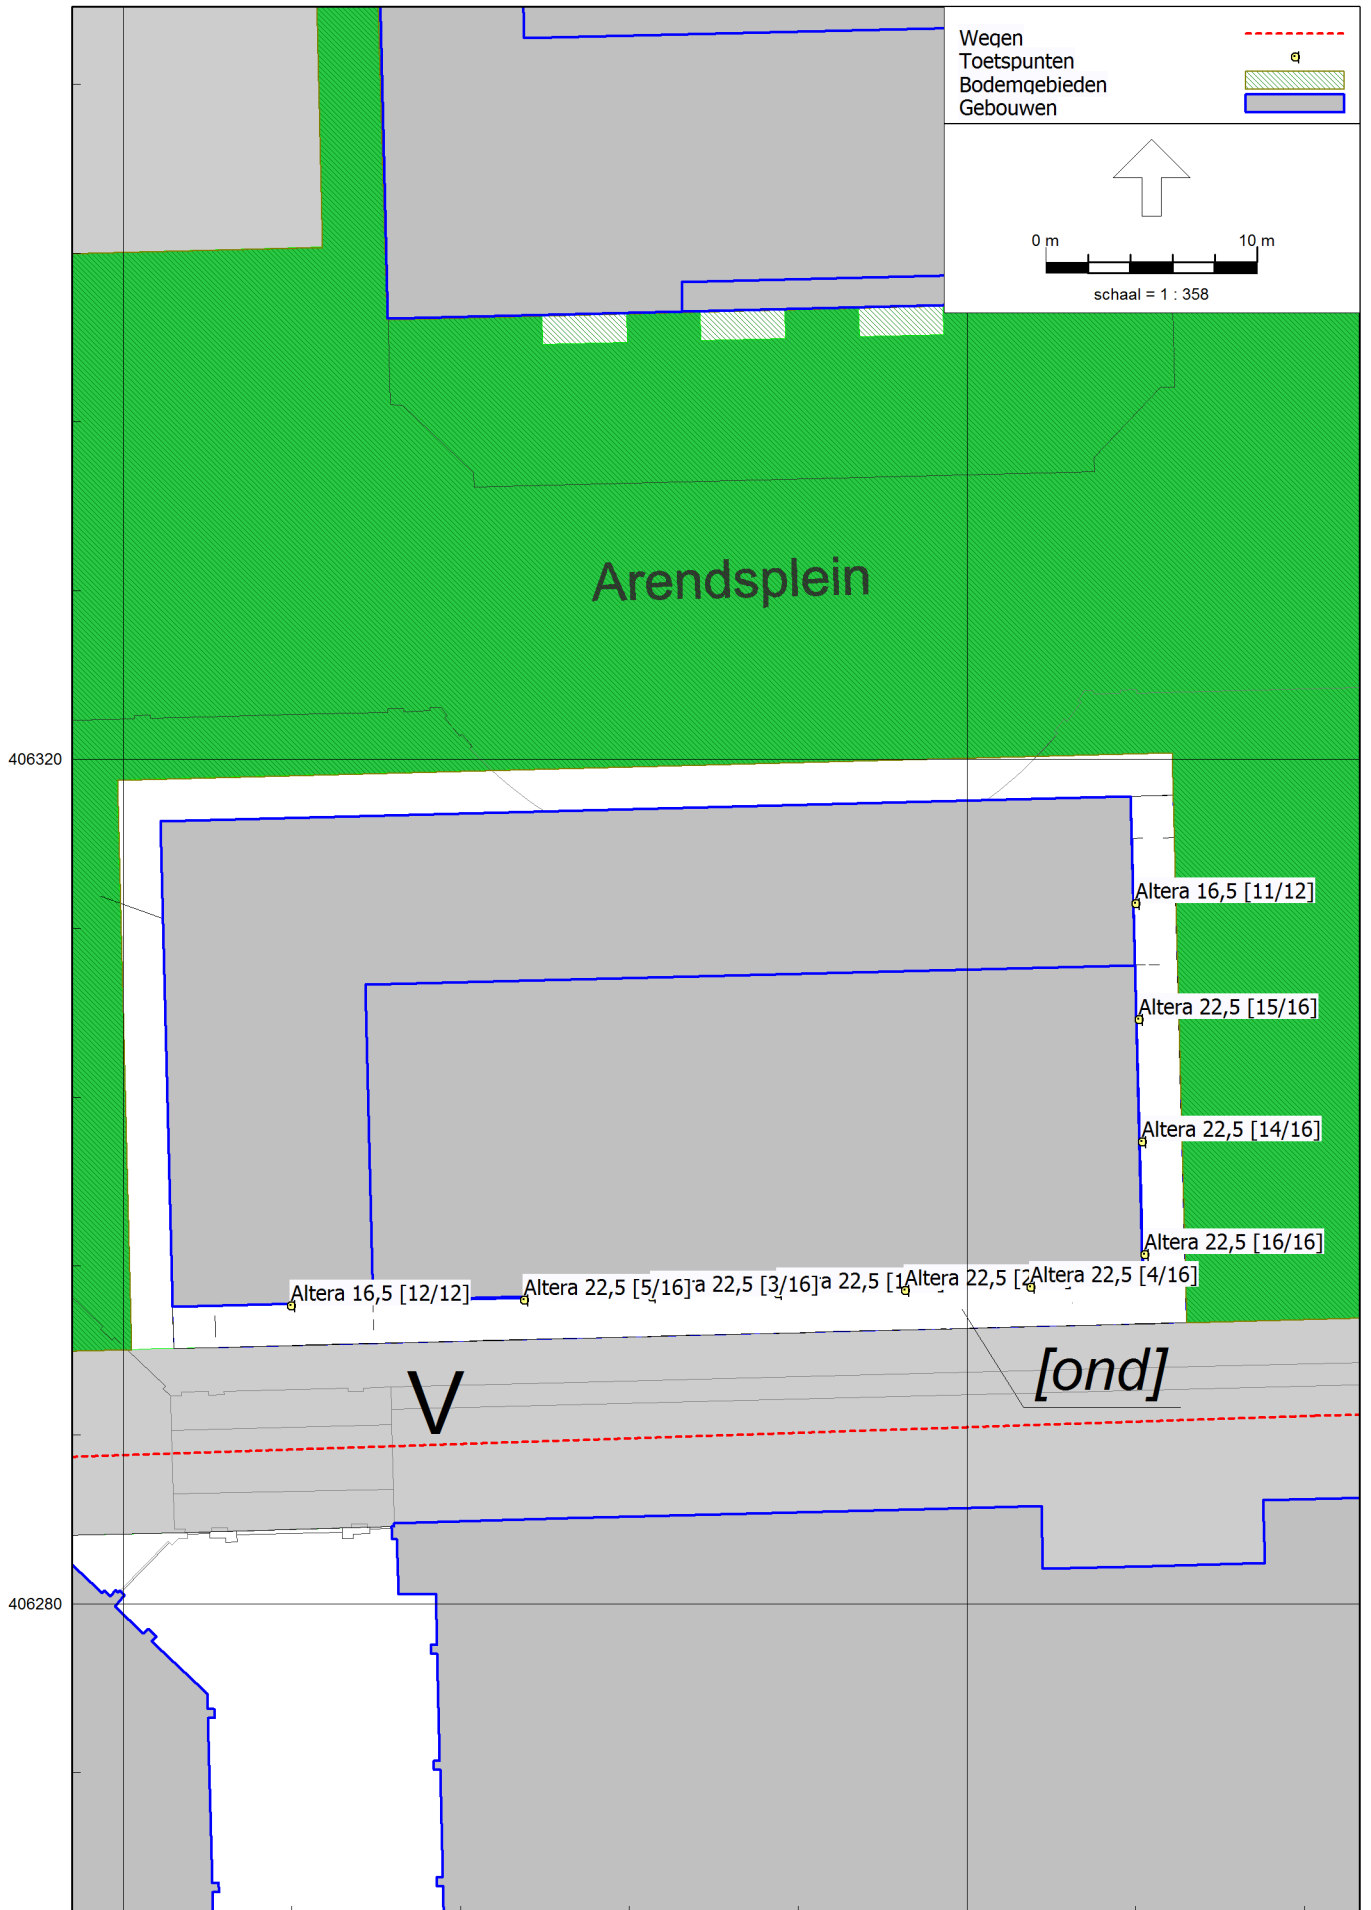 Wegen
Toetspunten
Bodemgebieden
Gebouwen
0 m 10 m
schaal = 1 : 358
Arendsplein
406320
Altera 16,5 [11/12]
Altera 22,5 [15/16]
Altera 22,5 [14/16]
Altera 22,5 [16/16]
Altera 16,5 [12/12] Altera 22,5 [5/16] 22,5 [3/16] 22,5 Altera 22,5 Altera 22,5 [4/16]
[ond]
V
406280